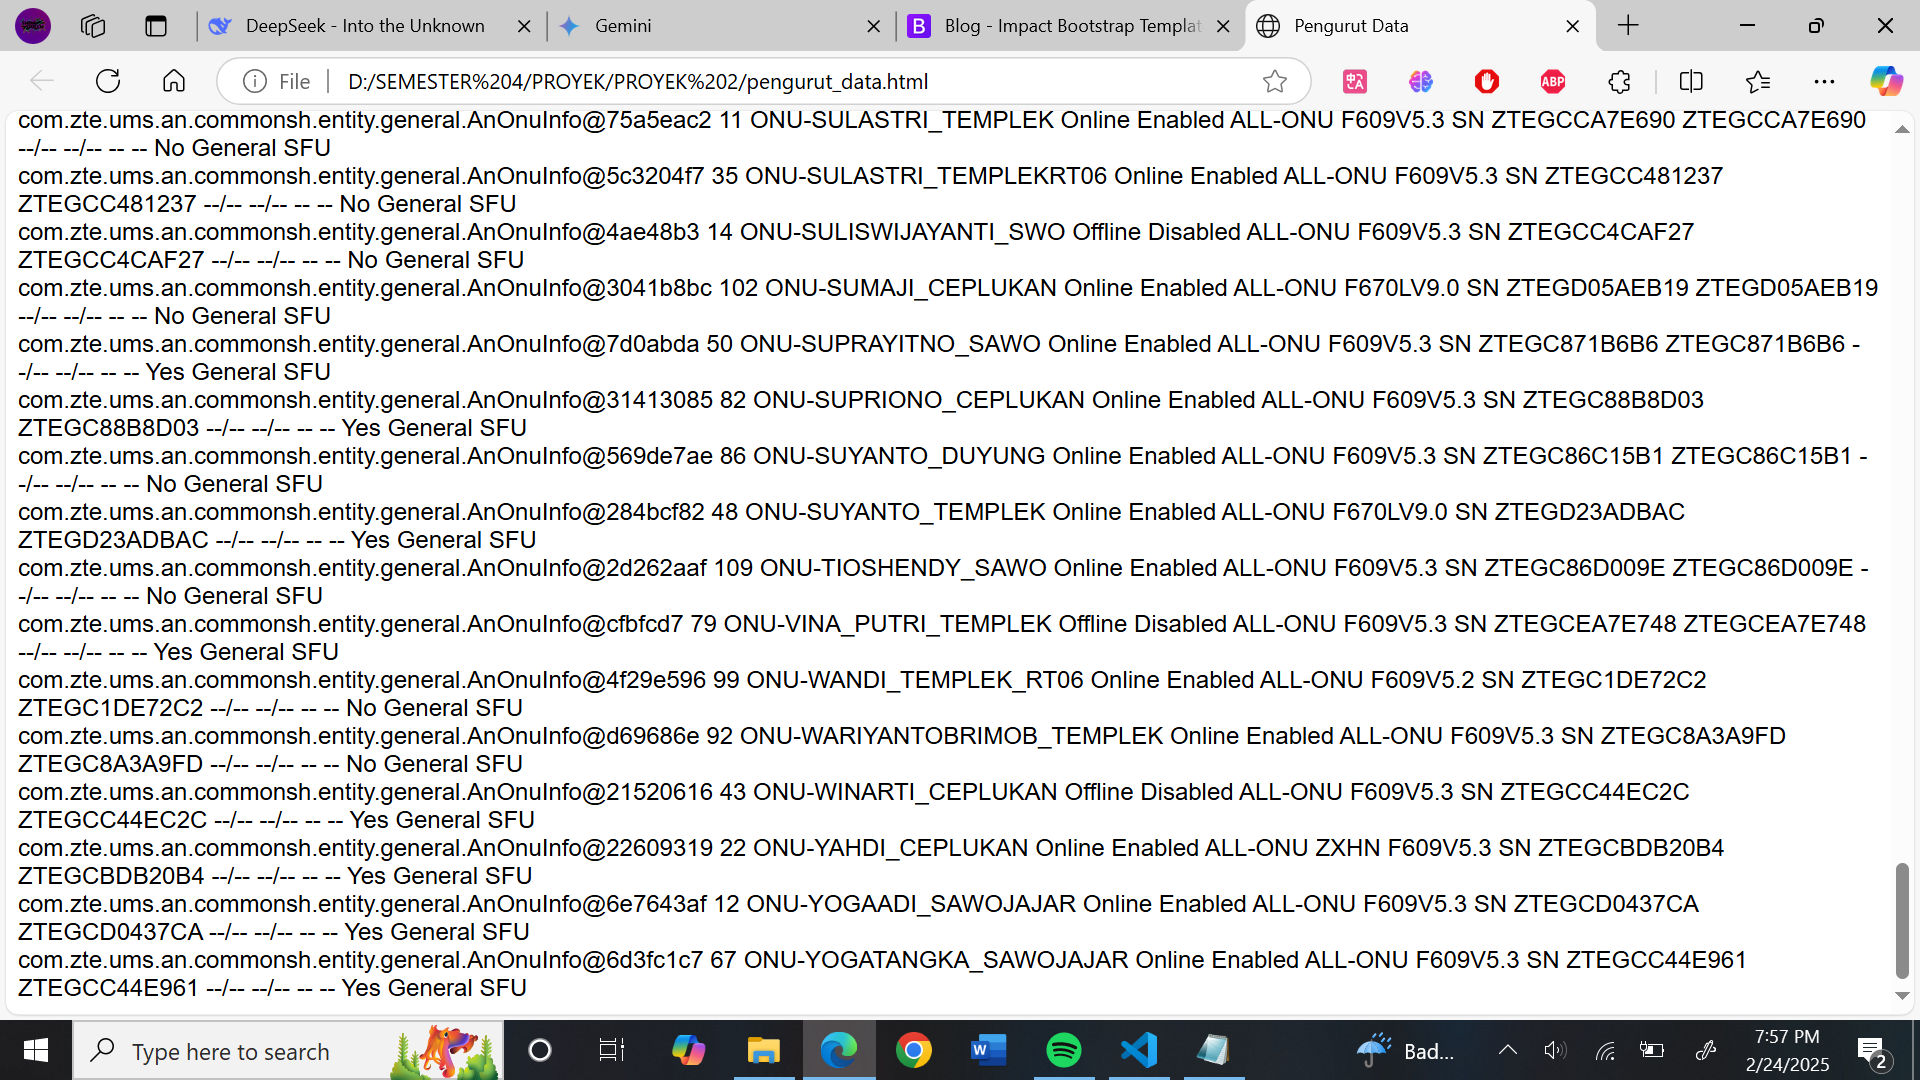 DeepSeek - Into the Unknown
Gemini
Blog - Impact Bootstrap Templat
Pengurut Data
File
D:/SEMESTER%204/PROYEK/PROYEK%202/pengurut_data.html
com.zte.ums.an.commonsh.entity.general.AnOnuInfo@75a5eac2 11 ONU-SULASTRI_TEMPLEK Online Enabled ALL-ONU F609V5.3 SN ZTEGCCA7E690 ZTEGCCA7E690
--/-- --/-- -- -- No General SFU
com.zte.ums.an.commonsh.entity.general.AnOnuInfo@5c3204f7 35 ONU-SULASTRI_TEMPLEKRT06 Online Enabled ALL-ONU F609V5.3 SN ZTEGCC481237
ZTEGCC481237 --/-- --/-- -- -- No General SFU
com.zte.ums.an.commonsh.entity.general.AnOnuInfo@4ae48b3 14 ONU-SULISWIJAYANTI_SWO Offline Disabled ALL-ONU F609V5.3 SN ZTEGCC4CAF27
ZTEGCC4CAF27 --/-- --/-- -- -- No General SFU
com.zte.ums.an.commonsh.entity.general.AnOnuInfo@3041b8bc 102 ONU-SUMAJI_CEPLUKAN Online Enabled ALL-ONU F670LV9.0 SN ZTEGD05AEB19 ZTEGD05AEB19
--/-- --/-- -- -- No General SFU
com.zte.ums.an.commonsh.entity.general.AnOnuInfo@7d0abda 50 ONU-SUPRAYITNO_SAWO Online Enabled ALL-ONU F609V5.3 SN ZTEGC871B6B6 ZTEGC871B6B6 -
-/-- --/-- -- -- Yes General SFU
com.zte.ums.an.commonsh.entity.general.AnOnuInfo@31413085 82 ONU-SUPRIONO_CEPLUKAN Online Enabled ALL-ONU F609V5.3 SN ZTEGC88B8D03
ZTEGC88B8D03 --/-- --/-- -- -- Yes General SFU
com.zte.ums.an.commonsh.entity.general.AnOnuInfo@569de7ae 86 ONU-SUYANTO_DUYUNG Online Enabled ALL-ONU F609V5.3 SN ZTEGC86C15B1 ZTEGC86C15B1 -
-/-- --/-- -- -- No General SFU
com.zte.ums.an.commonsh.entity.general.AnOnuInfo@284bcf82 48 ONU-SUYANTO_TEMPLEK Online Enabled ALL-ONU F670LV9.0 SN ZTEGD23ADBAC
ZTEGD23ADBAC --/-- --/-- -- -- Yes General SFU
com.zte.ums.an.commonsh.entity.general.AnOnuInfo@2d262aaf 109 ONU-TIOSHENDY_SAWO Online Enabled ALL-ONU F609V5.3 SN ZTEGC86D009E ZTEGC86D009E -
-/-- --/-- -- -- No General SFU
com.zte.ums.an.commonsh.entity.general.AnOnuInfo@cfbfcd7 79 ONU-VINA_PUTRI_TEMPLEK Offline Disabled ALL-ONU F609V5.3 SN ZTEGCEA7E748 ZTEGCEA7E748
--/-- --/-- -- -- Yes General SFU
com.zte.ums.an.commonsh.entity.general.AnOnuInfo@4f29e596 99 ONU-WANDI_TEMPLEK_RT06 Online Enabled ALL-ONU F609V5.2 SN ZTEGC1DE72C2
ZTEGC1DE72C2 --/-- --/-- -- -- No General SFU
com.zte.ums.an.commonsh.entity.general.AnOnuInfo@d69686e 92 ONU-WARIYANTOBRIMOB_TEMPLEK Online Enabled ALL-ONU F609V5.3 SN ZTEGC8A3A9FD
ZTEGC8A3A9FD --/-- --/-- -- -- No General SFU
com.zte.ums.an.commonsh.entity.general.AnOnuInfo@21520616 43 ONU-WINARTI_CEPLUKAN Offline Disabled ALL-ONU F609V5.3 SN ZTEGCC44EC2C
ZTEGCC44EC2C --/-- --/-- -- -- Yes General SFU
com.zte.ums.an.commonsh.entity.general.AnOnuInfo@22609319 22 ONU-YAHDI_CEPLUKAN Online Enabled ALL-ONU ZXHN F609V5.3 SN ZTEGCBDB20B4
ZTEGCBDB20B4 --/-- --/-- -- -- Yes General SFU
com.zte.ums.an.commonsh.entity.general.AnOnuInfo@6e7643af 12 ONU-YOGAADI_SAWOJAJAR Online Enabled ALL-ONU F609V5.3 SN ZTEGCD0437CA
ZTEGCD0437CA --/-- --/-- -- -- Yes General SFU
com.zte.ums.an.commonsh.entity.general.AnOnuInfo@6d3fc1c7 67 ONU-YOGATANGKA_SAWOJAJAR Online Enabled ALL-ONU F609V5.3 SN ZTEGCC44E961
ZTEGCC44E961 --/-- --/-- -- -- Yes General SFU
Type here to search
Bad...
7:57 PM
2/24/2025
2